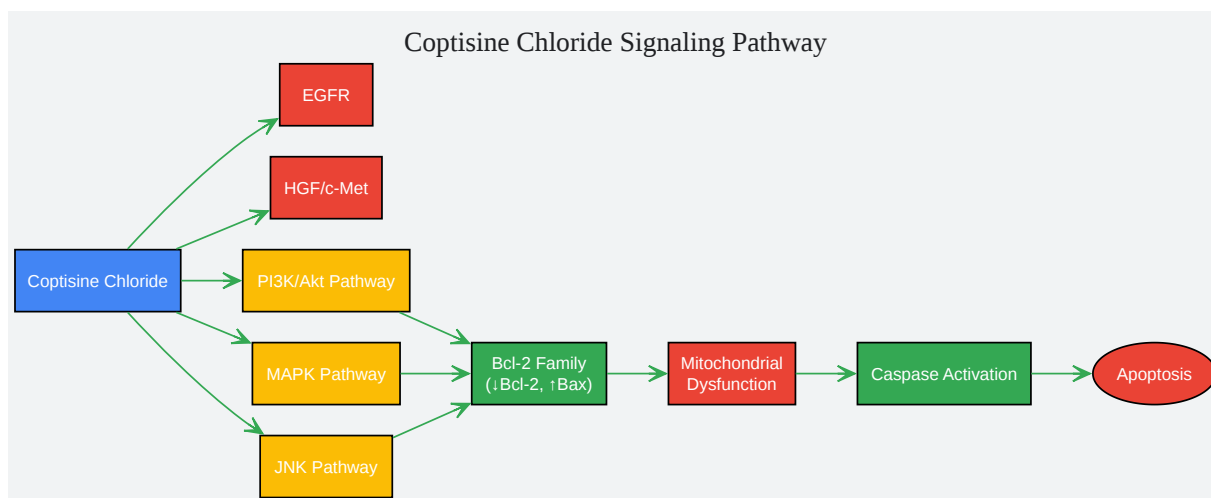 Coptisine Chloride Signaling Pathway
EGFR
HGF/c-Met
Coptisine Chloride
PI3K/Akt Pathway
MAPK Pathway
JNK Pathway
Bcl-2 Family
(↓Bcl-2, ↑Bax)
Mitochondrial
Dysfunction
Caspase Activation
Apoptosis